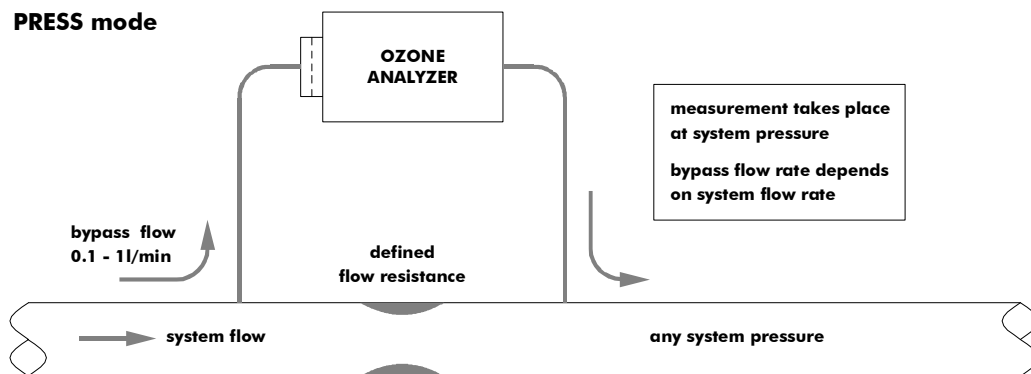 PRESS mode
OZONE
ANALYZER
measurement takes place
at system pressure
bypass flow rate depends
on system flow rate
bypass flow
0.1 - 1l/min
defined
flow resistance
system flow
any system pressure